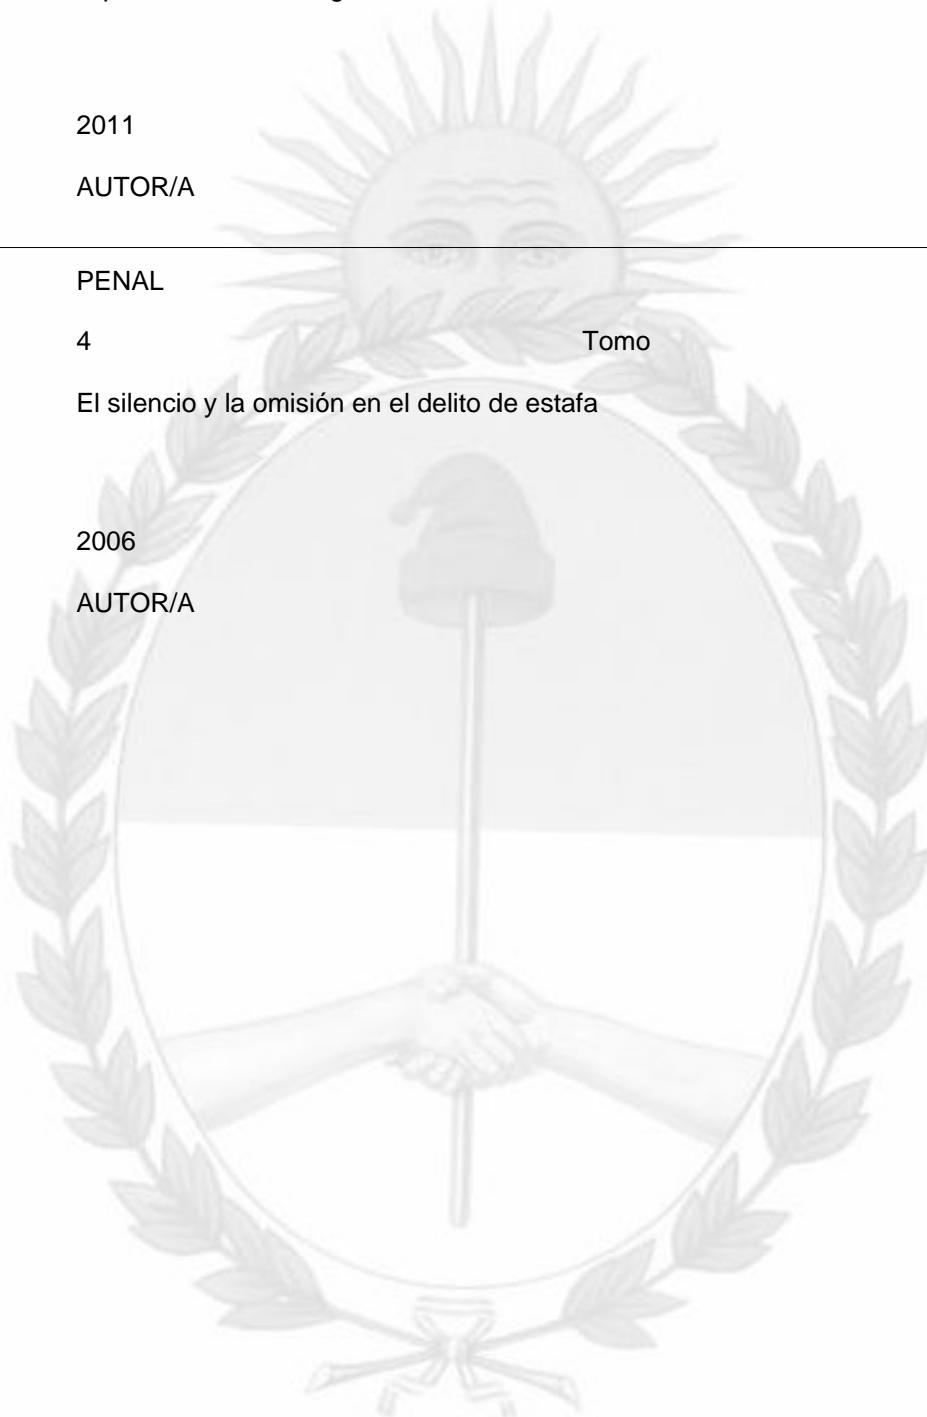 2011
AUTOR/A
PENAL
4 Tomo
El silencio y la omisión en el delito de estafa
2006
AUTOR/A